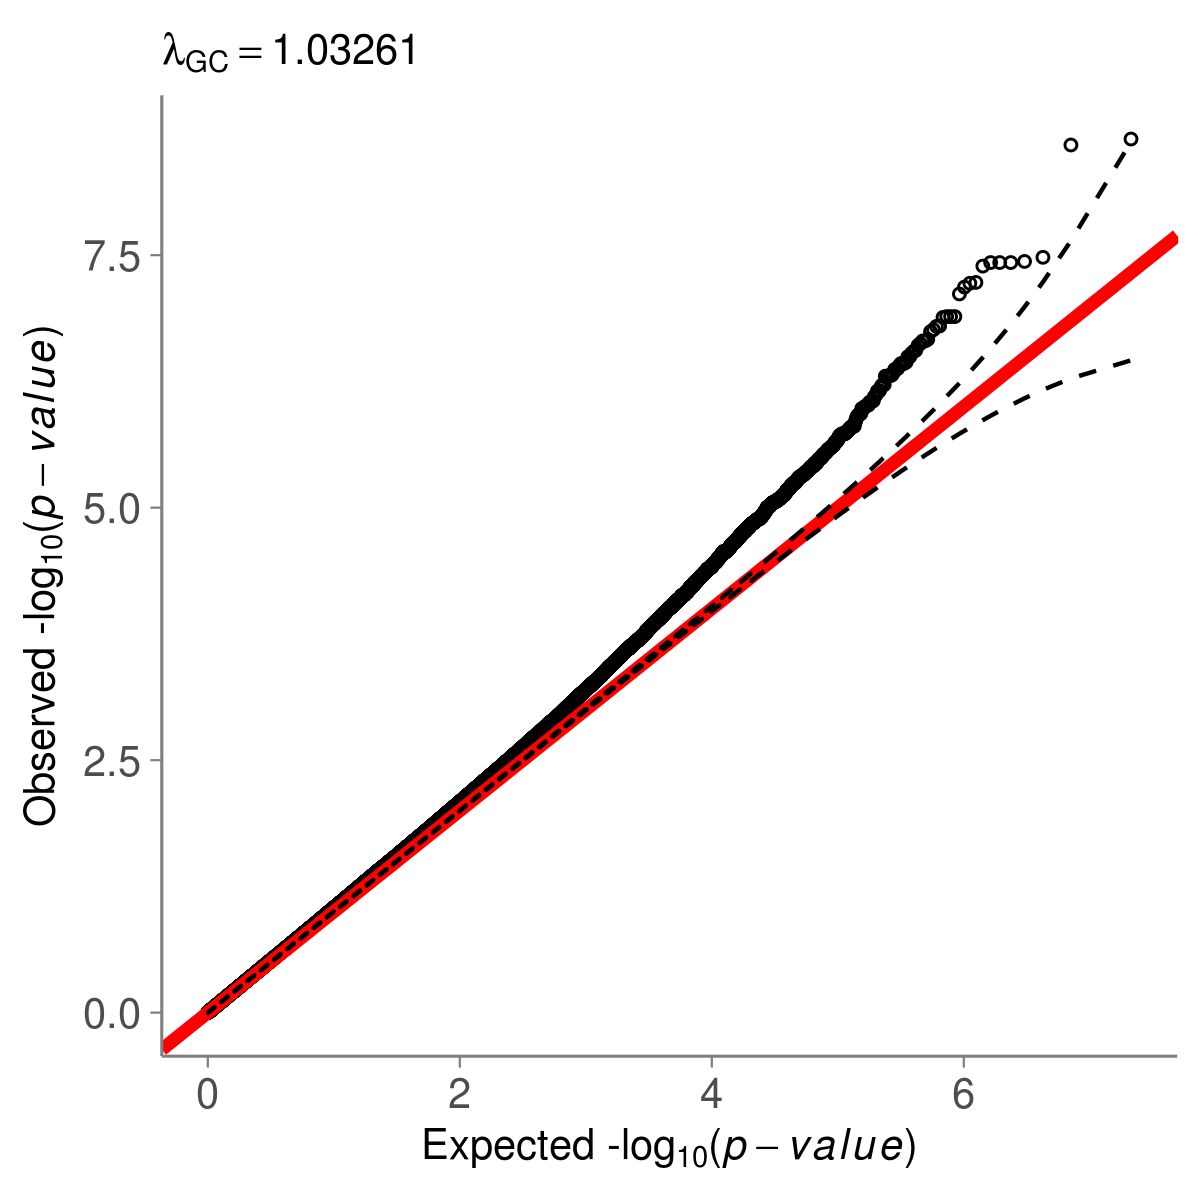 λGC = 1.03261
Observed -log10(p − value)
7.5
5.0
2.5
0.0
0 2 4 6
Expected -log10(p − value)